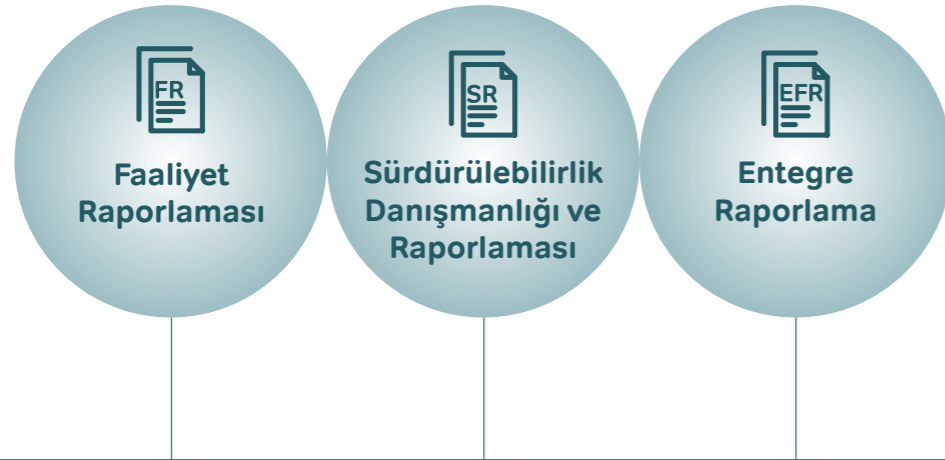 FR
Faaliyet
Raporlaması
SR
Sürdürülebilirlik
Danışmanlığı ve
Raporlaması
EFR
Entegre
Raporlama